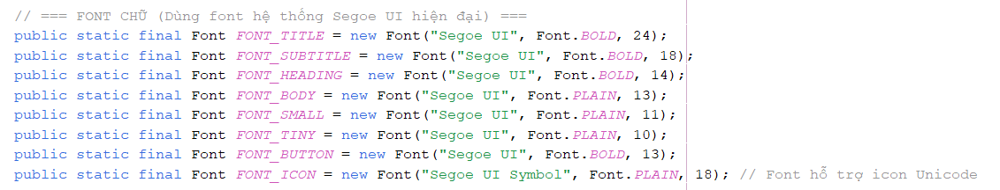 // === FONT CHỮ (Dùng font hệ thống Segoe UI hiện đại) ===
public static final Font FONT_TITLE = new Font("Segoe UI", Font.BOLD, 24);
public static final Font FONT_SUBTITLE = new Font("Segoe UI", Font.BOLD, 18);
public static final Font FONT_HEADING = new Font("Segoe UI", Font.BOLD, 14);
public static final Font FONT_BODY = new Font("Segoe UI", Font.PLAIN, 13);
public static final Font FONT_SMALL = new Font("Segoe UI", Font.PLAIN, 11);
public static final Font FONT_TINY = new Font("Segoe UI", Font.PLAIN, 10);
public static final Font FONT_BUTTON = new Font("Segoe UI", Font.BOLD, 13);
public static final Font FONT_ICON = new Font("Segoe UI Symbol", Font.PLAIN, 18); // Font hỗ trợ icon Unicode